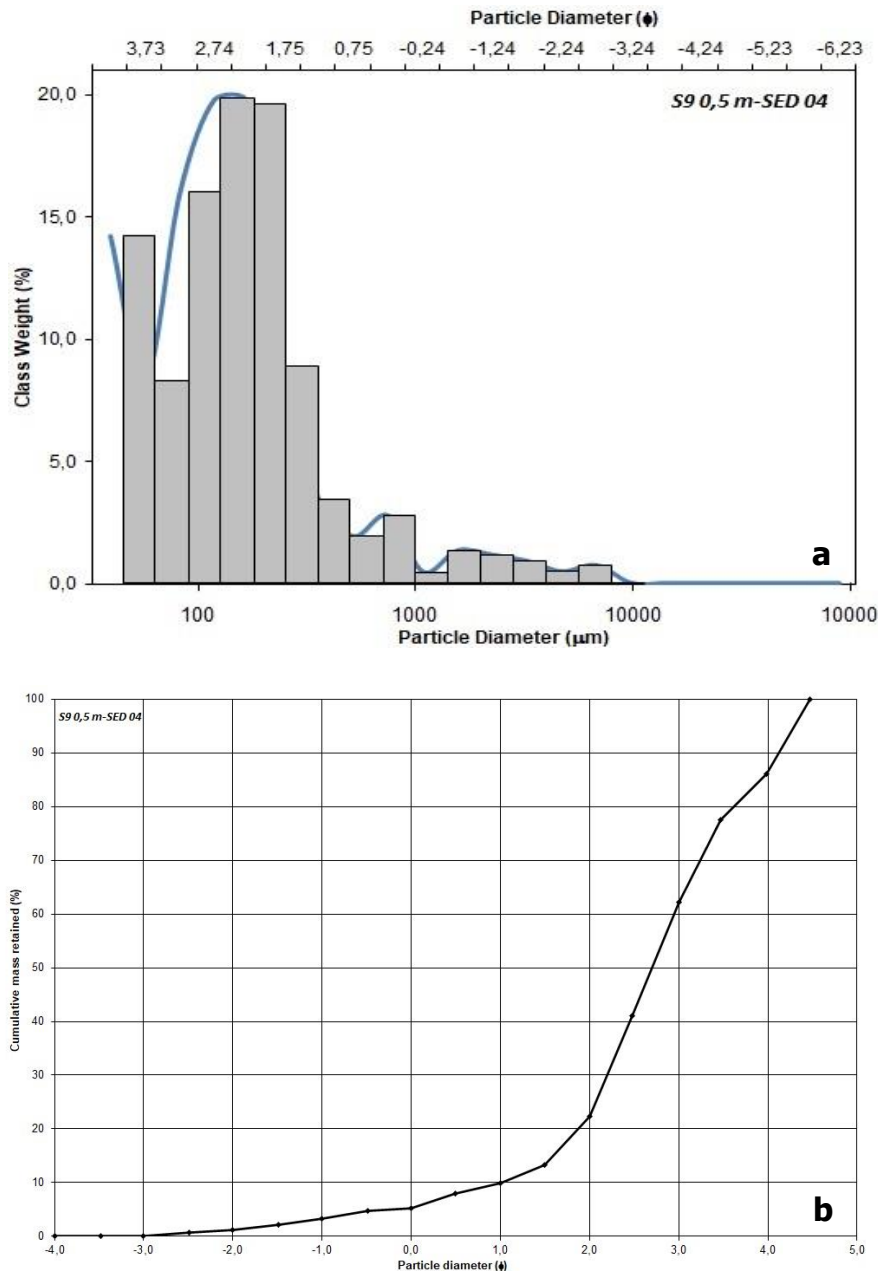 Particle Diameter (ϕ)
3,73 2,74 1,75 0,75 -0,24 -1,24 -2,24 -3,24 -4,24 -5,23 -6,23
S9 0,5 m-SED 04
20,0
15,0
10,0
5,0
0,0
Class Weight (%)
a
100 1000 10000 10000
Particle Diameter (μm)
S9 0,5 m-SED 04
100
90
80
70
60
50
40
30
20
10
0
Cumulative mass retained (%)
b
-4,0 -3,0 -2,0 -1,0 0,0 1,0 2,0 3,0 4,0 5,0
Particle diameter (ϕ)